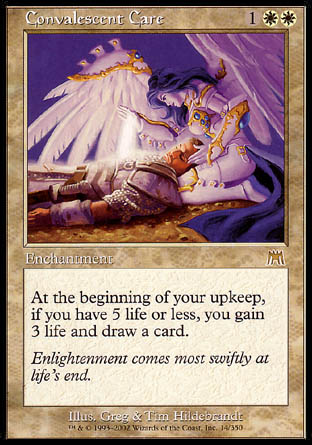 Convalescent Care 1
Enchantment
At the beginning of your upkeep,
if you have 5 life or less, you gain
3 life and draw a card.
Enlightenment comes most swiftly at
life's end.
Illus. Greg & Tim Hildebrandt
™ & © 1993–2002 Wizards of the Coast, Inc. 14/350